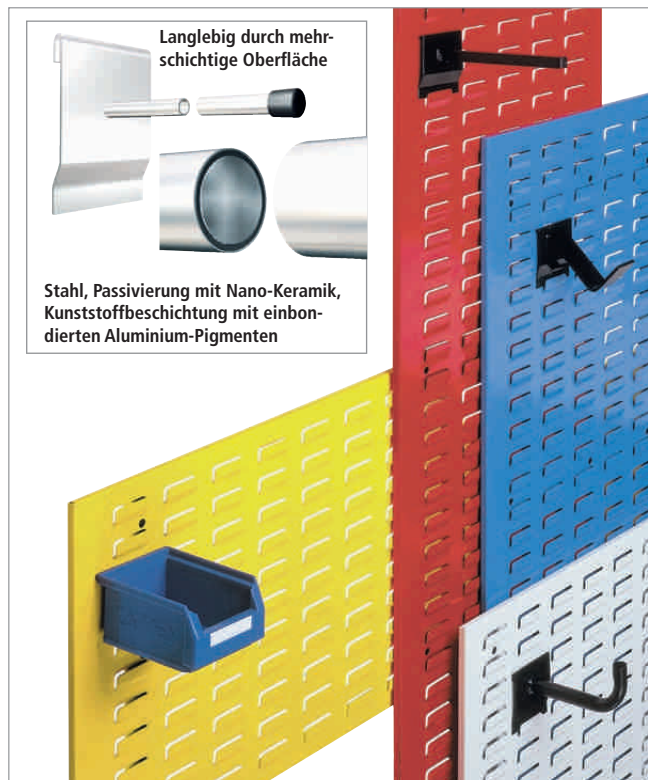 Langlebig durch mehr-
schichtige Oberfläche
Stahl, Passivierung mit Nano-Keramik,
Kunststoffbeschichtung mit einbon-
dierten Aluminium-Pigmenten